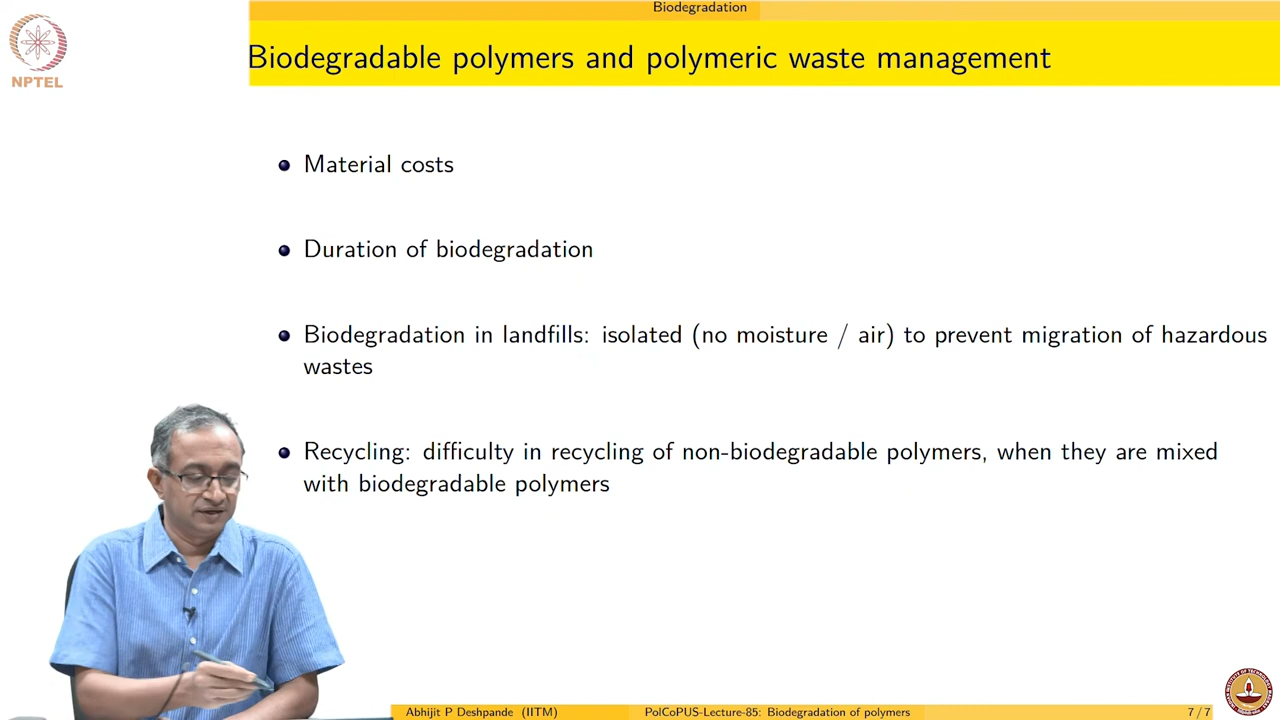 Biodegradation
NPTEL
Biodegradable polymers and polymeric waste management
Material costs
Duration of biodegradation
Biodegradation in landfills: isolated (no moisture / air) to prevent migration of hazardous
wastes
Recycling: difficulty in recycling of non-biodegradable polymers, when they are mixed
with biodegradable polymers
Abhijit P Deshpande (IITM) PolCoPUS-Lecture-85: Biodegradation of polymers 7 / 7